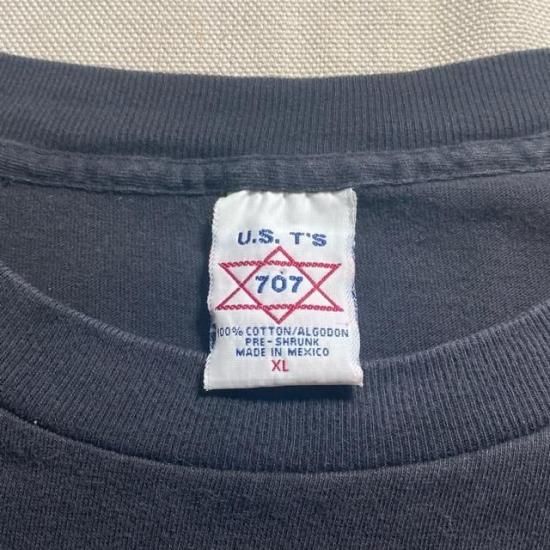 U.S. T'S
707
100% COTTON/ALGODON
PRE-SHRUNK
MADE IN MEXICO
XL